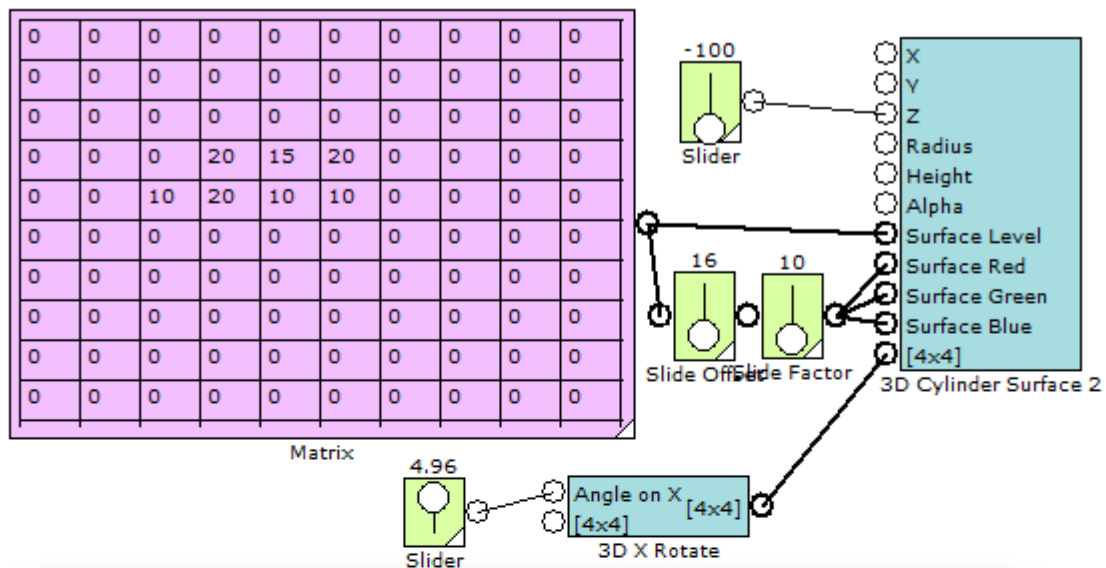 0 0 0 0 0 0 0 0 0 0
0 0 0 0 0 0 0 0 0 0
0 0 0 0 0 0 0 0 0 0
0 0 0 20 15 20 0 0 0 0
0 0 10 20 10 10 0 0 0 0
0 0 0 0 0 0 0 0 0 0
0 0 0 0 0 0 0 0 0 0
0 0 0 0 0 0 0 0 0 0
0 0 0 0 0 0 0 0 0 0
0 0 0 0 0 0 0 0 0 0
Matrix
-100
Slider
16
Slide Offset
10
Slide Factor
X
Y
Z
Radius
Height
Alpha
Surface Level
Surface Red
Surface Green
Surface Blue
[4x4]
3D Cylinder Surface 2
4.96
Slider
Angle on X
[4x4]
[4x4]
3D X Rotate